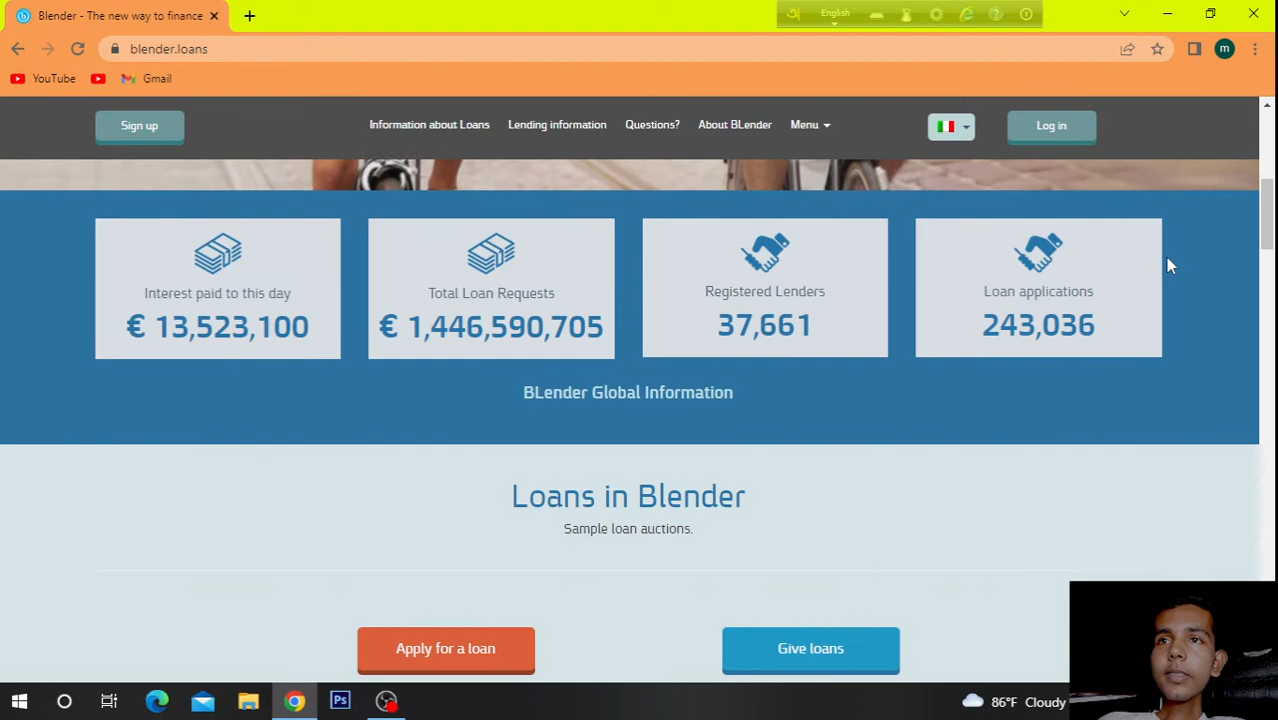 Blender - The new way to finance
English
blender.loans
m
YouTube
Gmail
Sign up
Information about Loans
Lending information
Questions?
About BLender
Menu
Log in
Interest paid to this day
€ 13,523,100
Total Loan Requests
€ 1,446,590,705
Registered Lenders
37,661
Loan applications
243,036
BLender Global Information
Loans in Blender
Sample loan auctions.
Apply for a loan
Give loans
Ps
86°F Cloudy